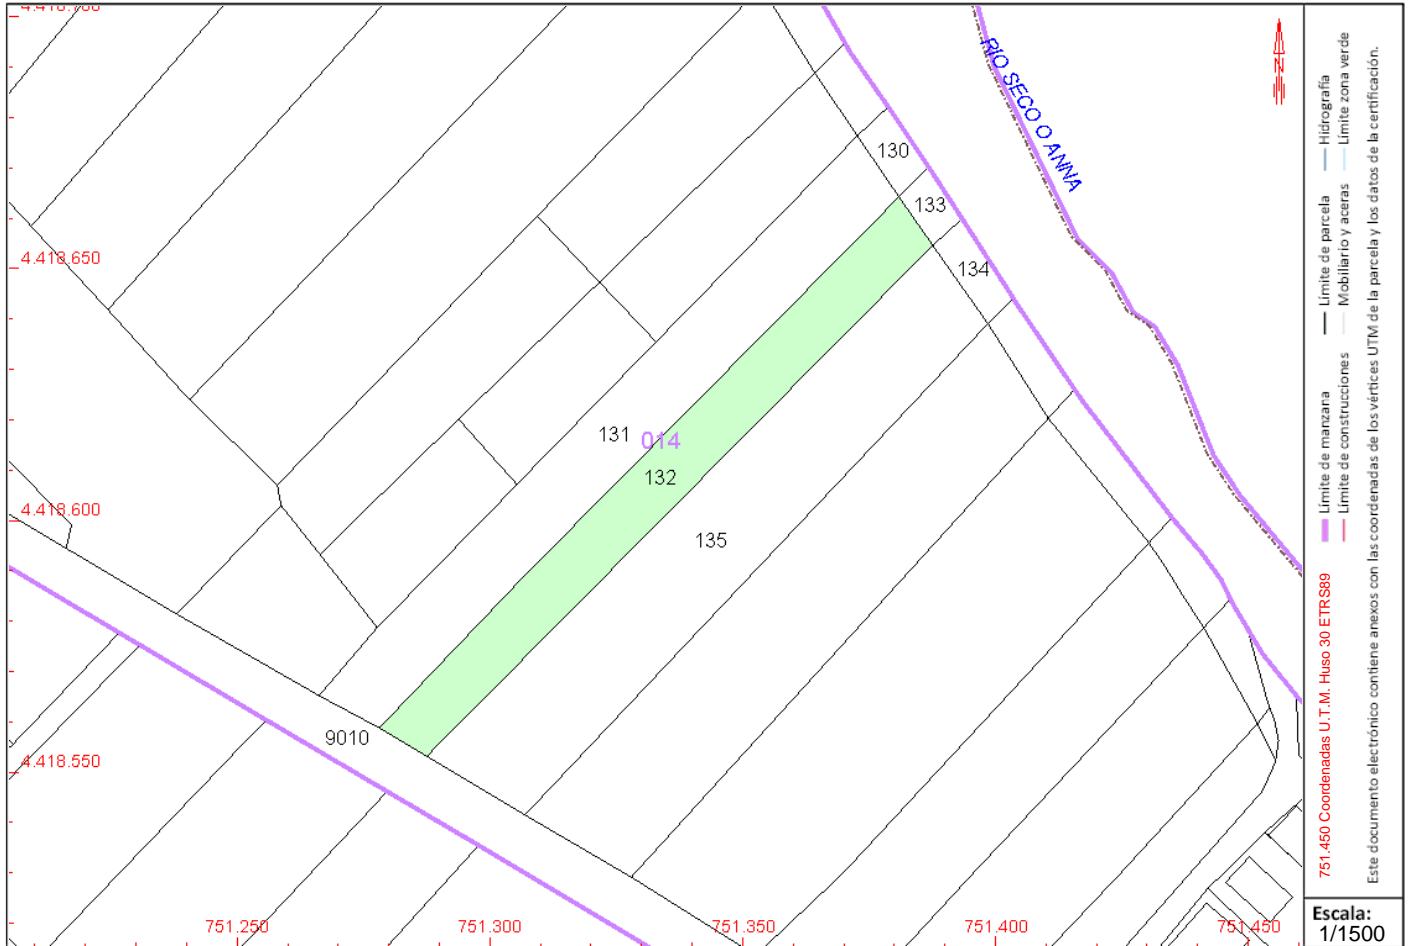 4.418.700
RIO SECO O ANNA
N
130
133
4.418.650
134
131
014
132
4.418.600
135
9010
4.418.550
751.250
751.300
751.350
751.400
751.450
751.450 Coordenadas U.T.M. Huso 30 ETRS89
Límite de manzana
Límite de parcela
Hidrografía
Límite de construcciones
Mobiliario y aceras
Límite zona verde
Este documento electrónico contiene anexos con las coordenadas de los vértices UTM de la parcela y los datos de la certificación.
Escala:
1/1500